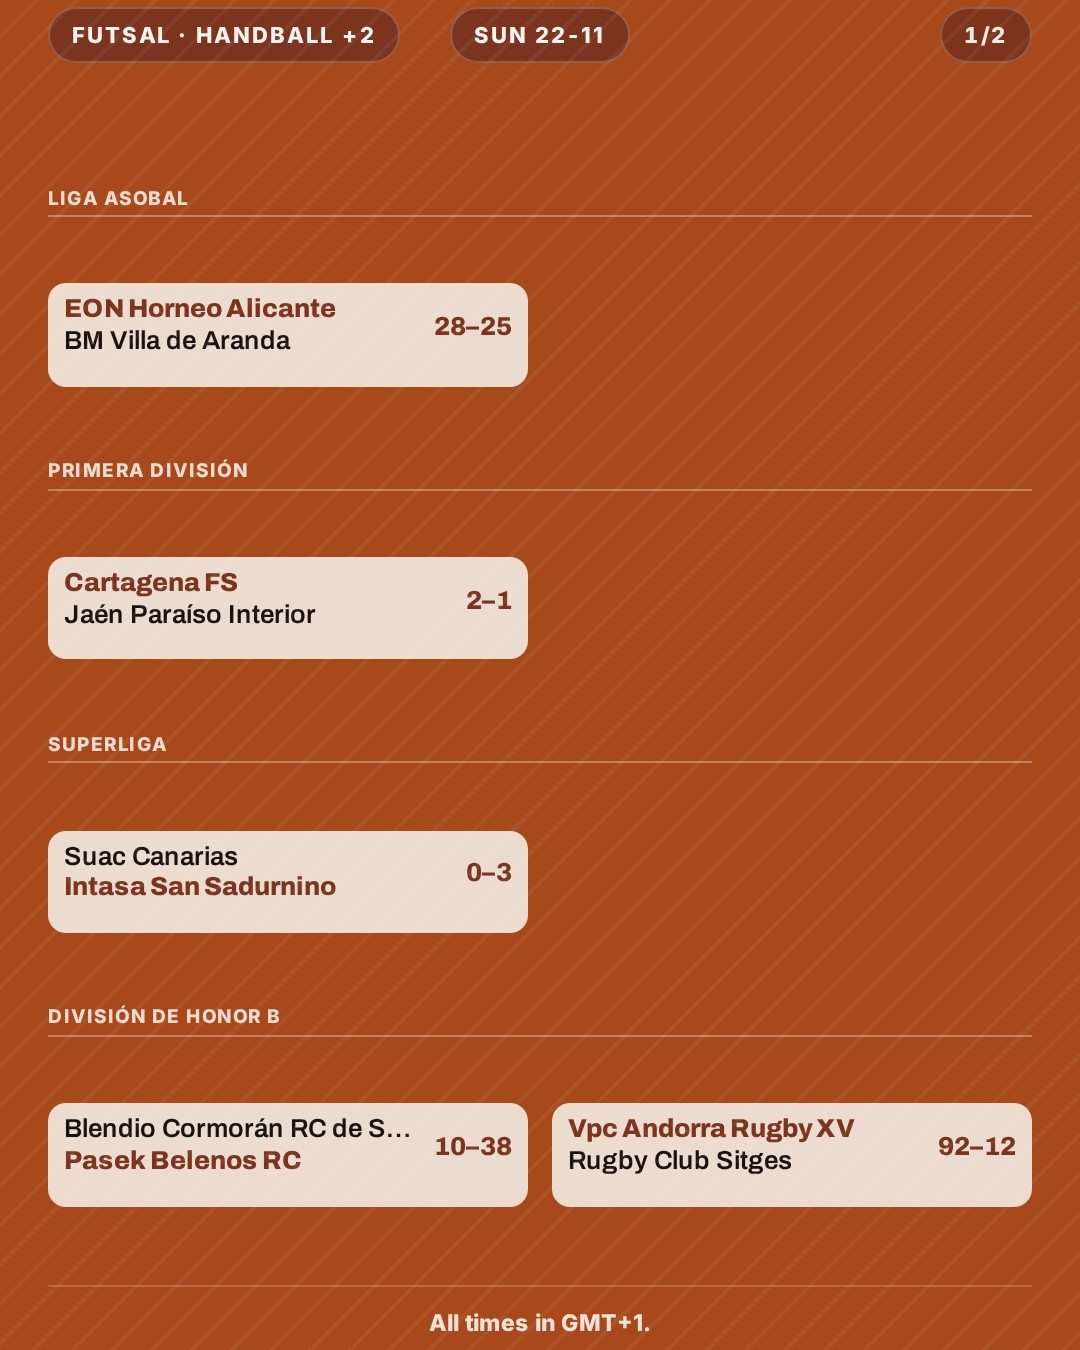 FUTSAL · HANDBALL +2
SUN 22-11
1/2
LIGA ASOBAL
EON Horneo Alicante
BM Villa de Aranda
28–25
PRIMERA DIVISIÓN
Cartagena FS
Jaén Paraíso Interior
2–1
SUPERLIGA
Suac Canarias
Intasa San Sadurnino
0–3
DIVISIÓN DE HONOR B
Blendio Cormorán RC de S…
Pasek Belenos RC
10–38
Vpc Andorra Rugby XV
Rugby Club Sitges
92–12
All times in GMT+1.